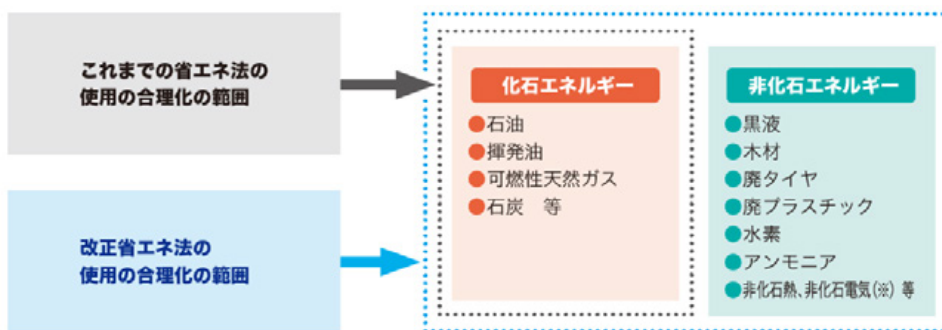 これまでの省エネ法の
使用の合理化の範囲
改正省エネ法の
使用の合理化の範囲
化石エネルギー
●石油
●揮発油
●可燃性天然ガス
●石炭　等
非化石エネルギー
●黒液
●木材
●廃タイヤ
●廃プラスチック
●水素
●アンモニア
●非化石熱、非化石電気(※) 等